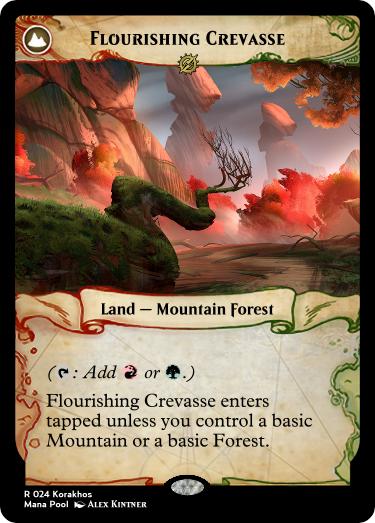 Flourishing Crevasse
Land — Mountain Forest
( : Add or .)
Flourishing Crevasse enters
tapped unless you control a basic
Mountain or a basic Forest.
R 024 Korakhos
Mana Pool Alex Kintner